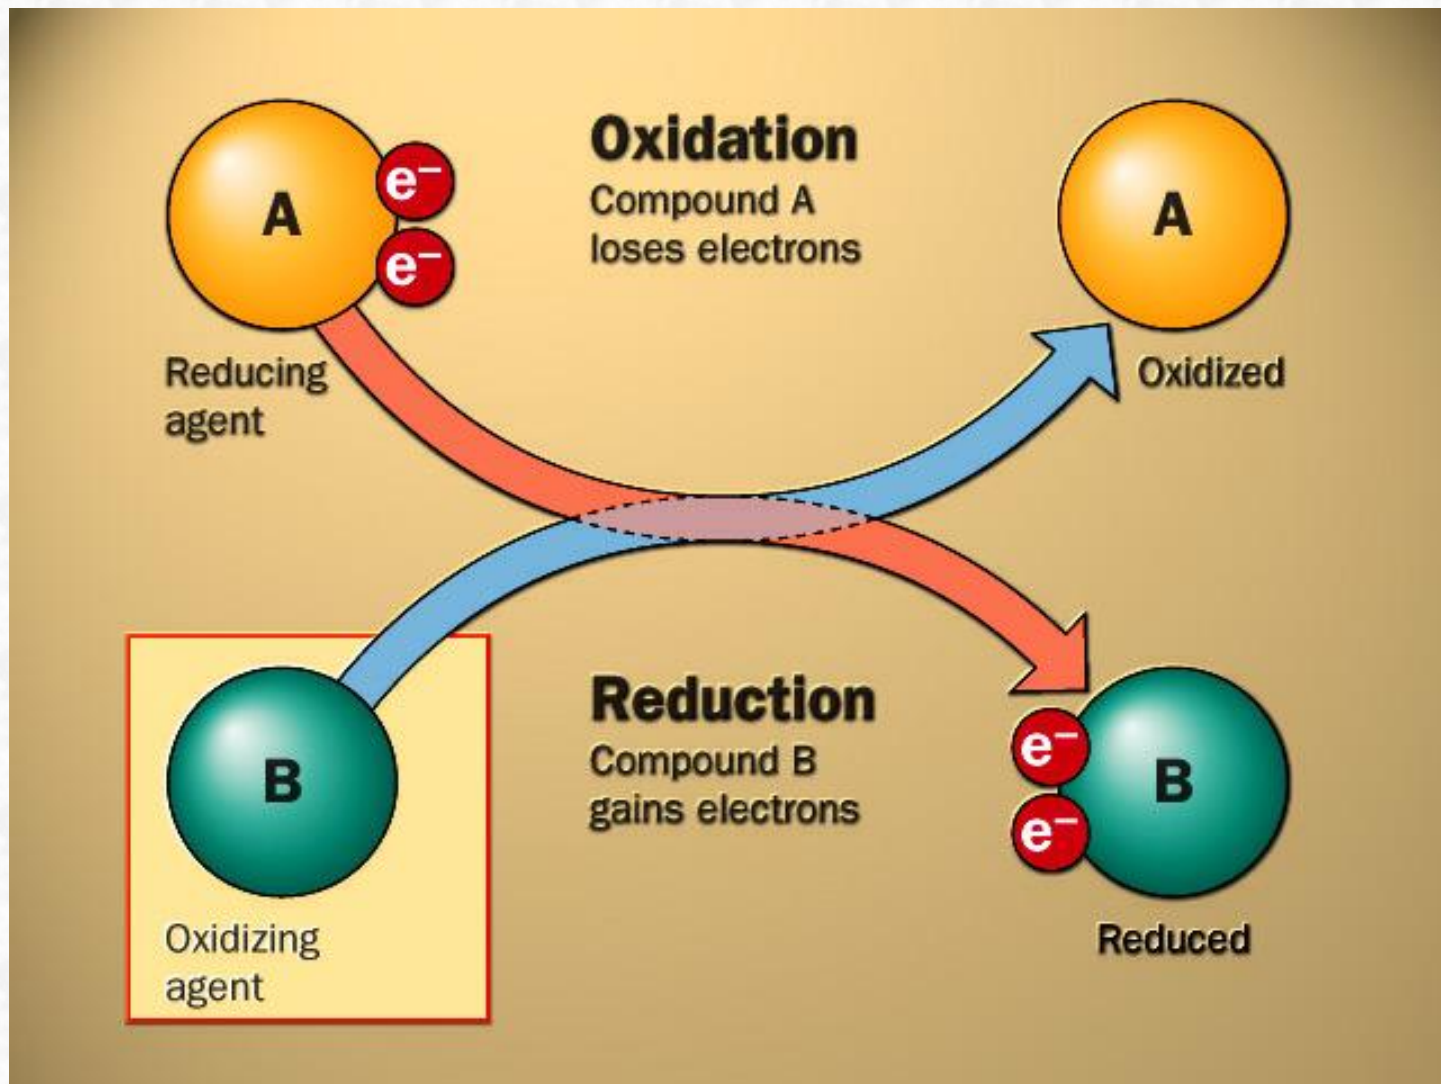 A
e⁻
e⁻
Reducing
agent
Oxidation
Compound A
loses electrons
A
Oxidized
B
Oxidizing
agent
Reduction
Compound B
gains electrons
e⁻
e⁻
B
Reduced